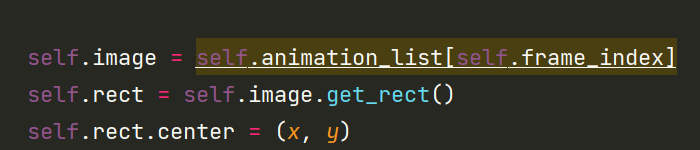 self.image = self.animation_list[self.frame_index]
self.rect = self.image.get_rect()
self.rect.center = (x, y)